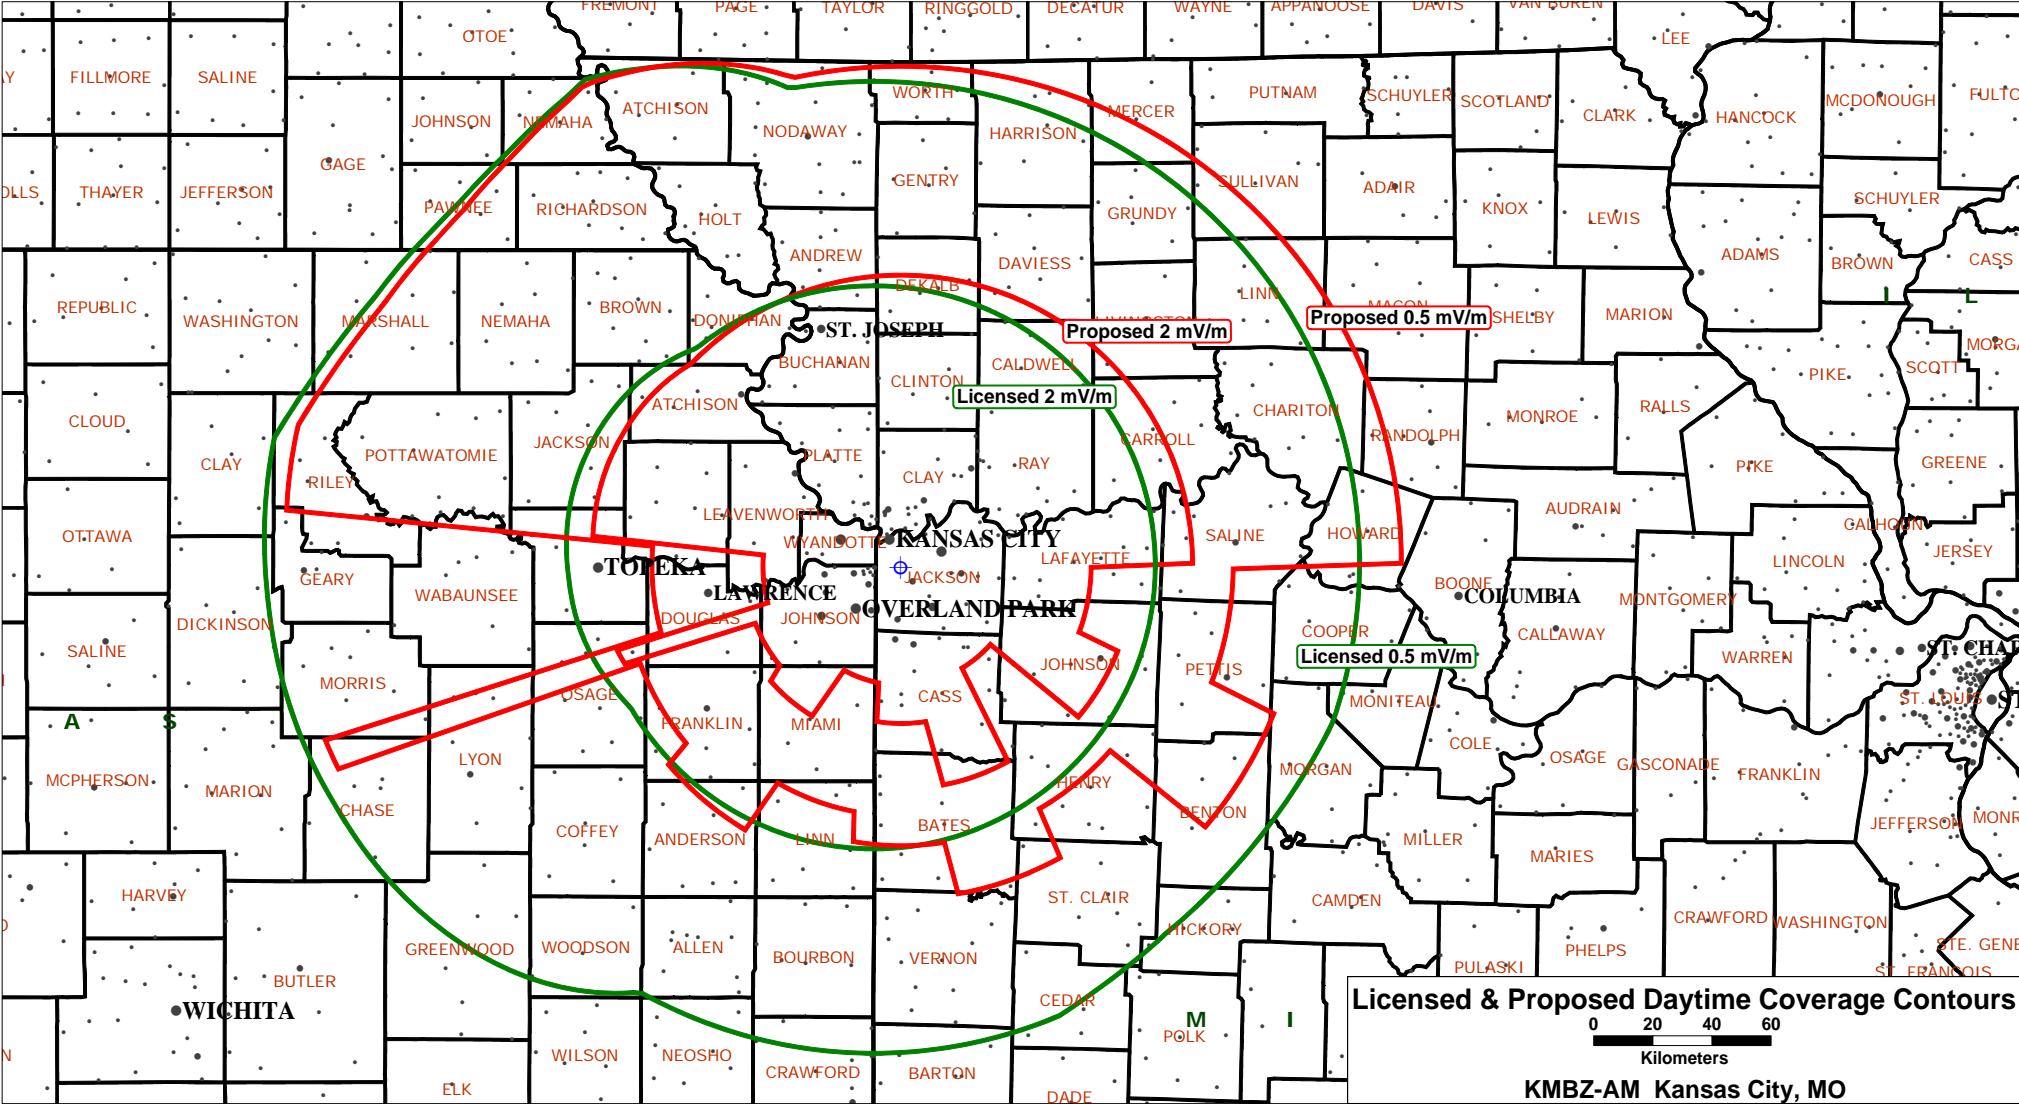 FREMONT PAGE TAYLOR RINGGOLD DECATUR WAYNE APPANOOSE DAVIS VAN BUREN
OTOE LEE
FILLMORE SALINE ATCHISON WORTH MERCER PUTNAM SCHUYLER SCOTLAND CLARK HANCOCK MCDONOUGH
JOHNSON NEMAHA NODAWAY HARRISON
GAGE GENTRY SULLIVAN ADAIR
THAYER JEFFERSON PAWNEE RICHARDSON HOLT GRUNDY KNOX LEWIS SCHUYLER
ANDREW DAVIESS ADAMS BROWN CASS
REPUBLIC WASHINGTON MARSHALL NEMAHA BROWN DONIPHAN DEKALB LINN MACON SHELBY MARION I L
Proposed 0.5 mV/m
ST. JOSEPH Proposed 2 mV/m
BUCHANAN CALDWELL PIKE SCOTT
CLINTON
Licensed 2 mV/m
CLOUD ATCHISON CHARITON MONROE RALLS
JACKSON CARROLL RANDOLPH
CLAY POTTAWATOMIE PLATTE RAY PIKE GREENE
RILEY CLAY
LEAVENWORTH AUDRAIN CALHOUN
OTTAWA WYANDOTTE KANSAS CITY LAFAYETTE SALINE HOWARD LINCOLN JERSEY
GEARY TOPEKA JACKSON BOONE
WABAUNSEE LAWRENCE COLUMBIA MONTGOMERY
OVERLAND PARK
DICKINSON DOUGLAS JOHNSON COOPER CALLAWAY
SALINE JOHNSON PETTIS Licensed 0.5 mV/m WARREN
MORRIS OSAGE CASS MONITEAU ST. LOUIS
A S FRANKLIN MIAMI
LYON COLE OSAGE GASCONADE FRANKLIN
MCPHERSON MARION CHASE HENRY MORGAN
COFFEY ANDERSON LINN BATES BENTON MILLER MARIES JEFFERSON
HARVEY ST. CLAIR CAMDEN CRAWFORD WASHINGTON
GREENWOOD WOODSON ALLEN BOURBON VERNON HICKORY PHELPS
BUTLER PULASKI ST. FRANCOIS
WICHITA CEDAR M I
POLK
WILSON NEOSHO CRAWFORD BARTON
ELK DADE
Licensed & Proposed Daytime Coverage Contours
0 20 40 60
Kilometers
KMBZ-AM Kansas City, MO